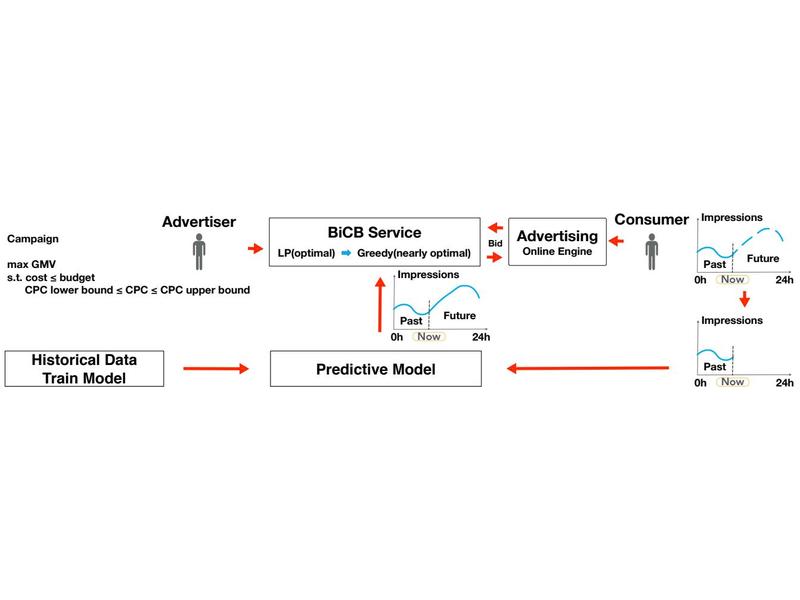 Advertiser
Consumer
Campaign
max GMV
s.t. cost ≤ budget
CPC lower bound ≤ CPC ≤ CPC upper bound
BiCB Service
LP(optimal) ➡ Greedy(nearly optimal)
Bid
Advertising
Online Engine
Impressions
Past
Future
0h
Now
24h
Impressions
Past
Future
0h
Now
24h
Impressions
Past
0h
Now
24h
Historical Data
Train Model
Predictive Model